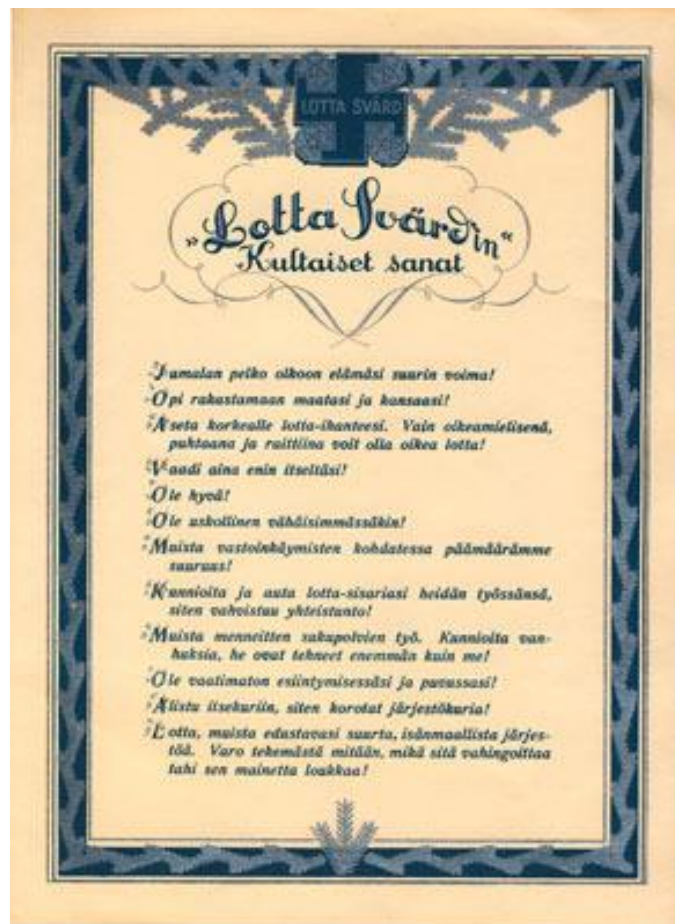 LOTTA SVÄRD
„Lotta Svärd'in“
Kultaiset sanat
Jumalan pelko olkoon elämäsi suurin voima!
Opi rakastamaan maatasi ja kansaasi!
Aseta korkealle lotta-ihanteesi. Vain oikeamielisenä,
puhtaana ja raittiina voit olla oikea lotta!
Vaadi aina enin itseltäsi!
Ole hyvä!
Ole uskollinen vähäisimmässäkin!
Muista vastoinkäymisten kohdatessa päämäärämme
suuruus!
Kunnioita ja auta lotta-sisariasi heidän työssänsä,
siten vahvistuu yhteistunto!
Muista menneitten sukupolvien työ. Kunnioita van-
huksia, he ovat tehneet enemmän kuin me!
Ole vaatimaton esiintymisessäsi ja puvussasi!
Alistu itsekuriin, siten korotat järjestökuria!
Lotta, muista edustavasi suurta, isänmaallista järjes-
töä. Varo tekemästä mitään, mikä sitä vahingoittaa
tahi sen mainetta loukkaa!